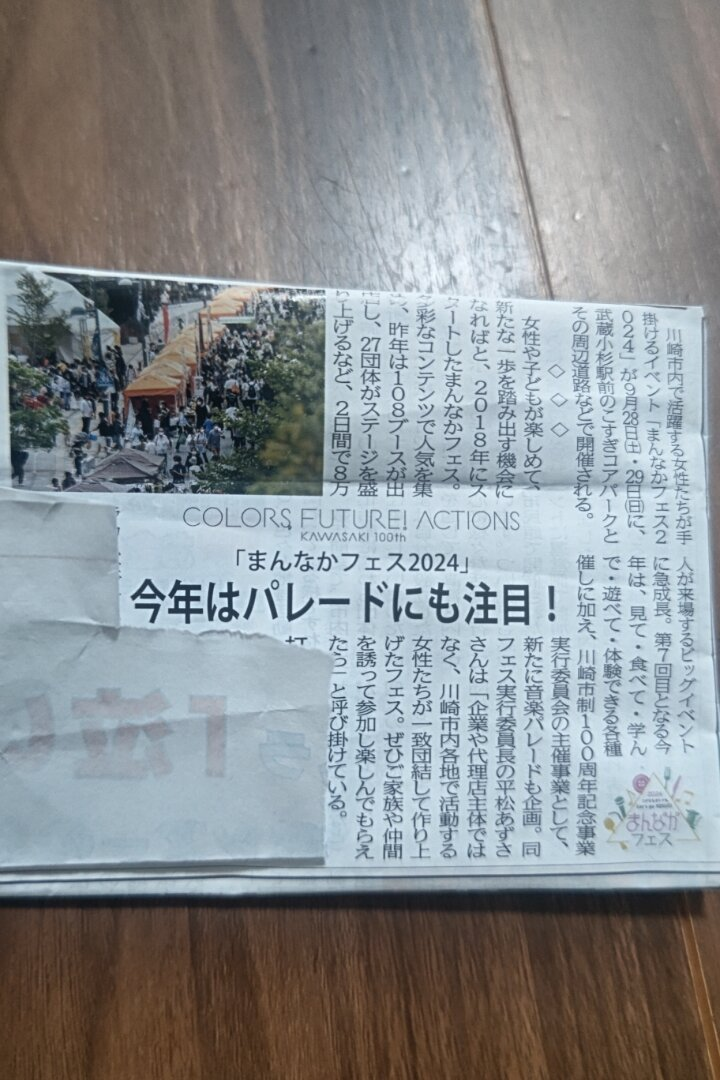 川崎市内で活躍する女性たちが手
掛けるイベント「まんなかフェス2
024」が9月28日㈯・29日㈰に、
武蔵小杉駅前のこすぎコアパークと
その周辺道路などで開催される。
◇ ◇ ◇
女性や子どもが楽しめて、
新たな一歩を踏み出す機会に
なればと、2018年にス
タートしたまんなかフェス。
多彩なコンテンツで人気を集
め、昨年は108ブースが出
店し、27団体がステージを盛
り上げるなど、2日間で8万
COLORS, FUTURE! ACTIONS
KAWASAKI 100th
「まんなかフェス2024」
今年はパレードにも注目！
人が来場するビッグイベント
に急成長。第7回目となる今
年は、見て・食べて・学ん
で・遊べて・体験できる各種
催しに加え、川崎市制100周年記念事業
実行委員会の主催事業として、
新たに音楽パレードも企画。同
フェス実行委員長の平松あずさ
さんは「企業や代理店主体では
なく、川崎市内各地で活動する
女性たちが一致団結して作り上
げたフェス。ぜひご家族や仲間
を誘って参加し楽しんでもらえ
たら」と呼び掛けている。
まんなか
フェス